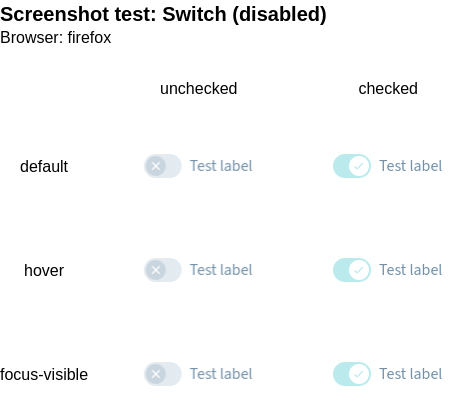 Screenshot test: Switch (disabled)
Browser: firefox
unchecked checked
default Test label Test label
hover Test label Test label
focus-visible Test label Test label